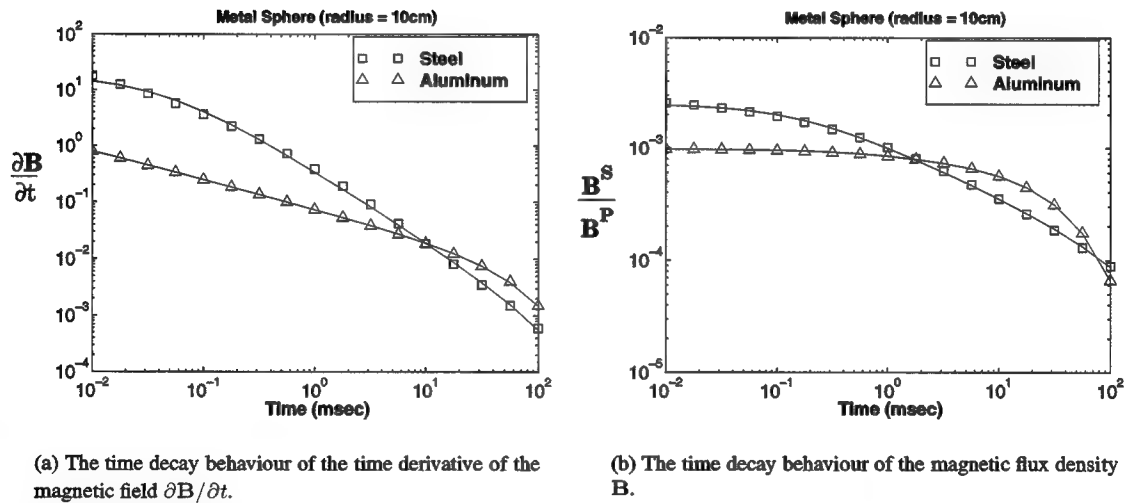 Metal Sphere (radius = 10cm)
10^2
10^1
10^0
10^-1
10^-2
10^-3
10^-4
∂B
∂t
Steel
Aluminum
10^-2
10^-1
10^0
10^1
10^2
Time (msec)
(a) The time decay behaviour of the time derivative of the
magnetic field ∂B/∂t.
Metal Sphere (radius = 10cm)
10^-2
10^-3
10^-4
10^-5
B^S
B^P
Steel
Aluminum
10^-2
10^-1
10^0
10^1
10^2
Time (msec)
(b) The time decay behaviour of the magnetic flux density
B.